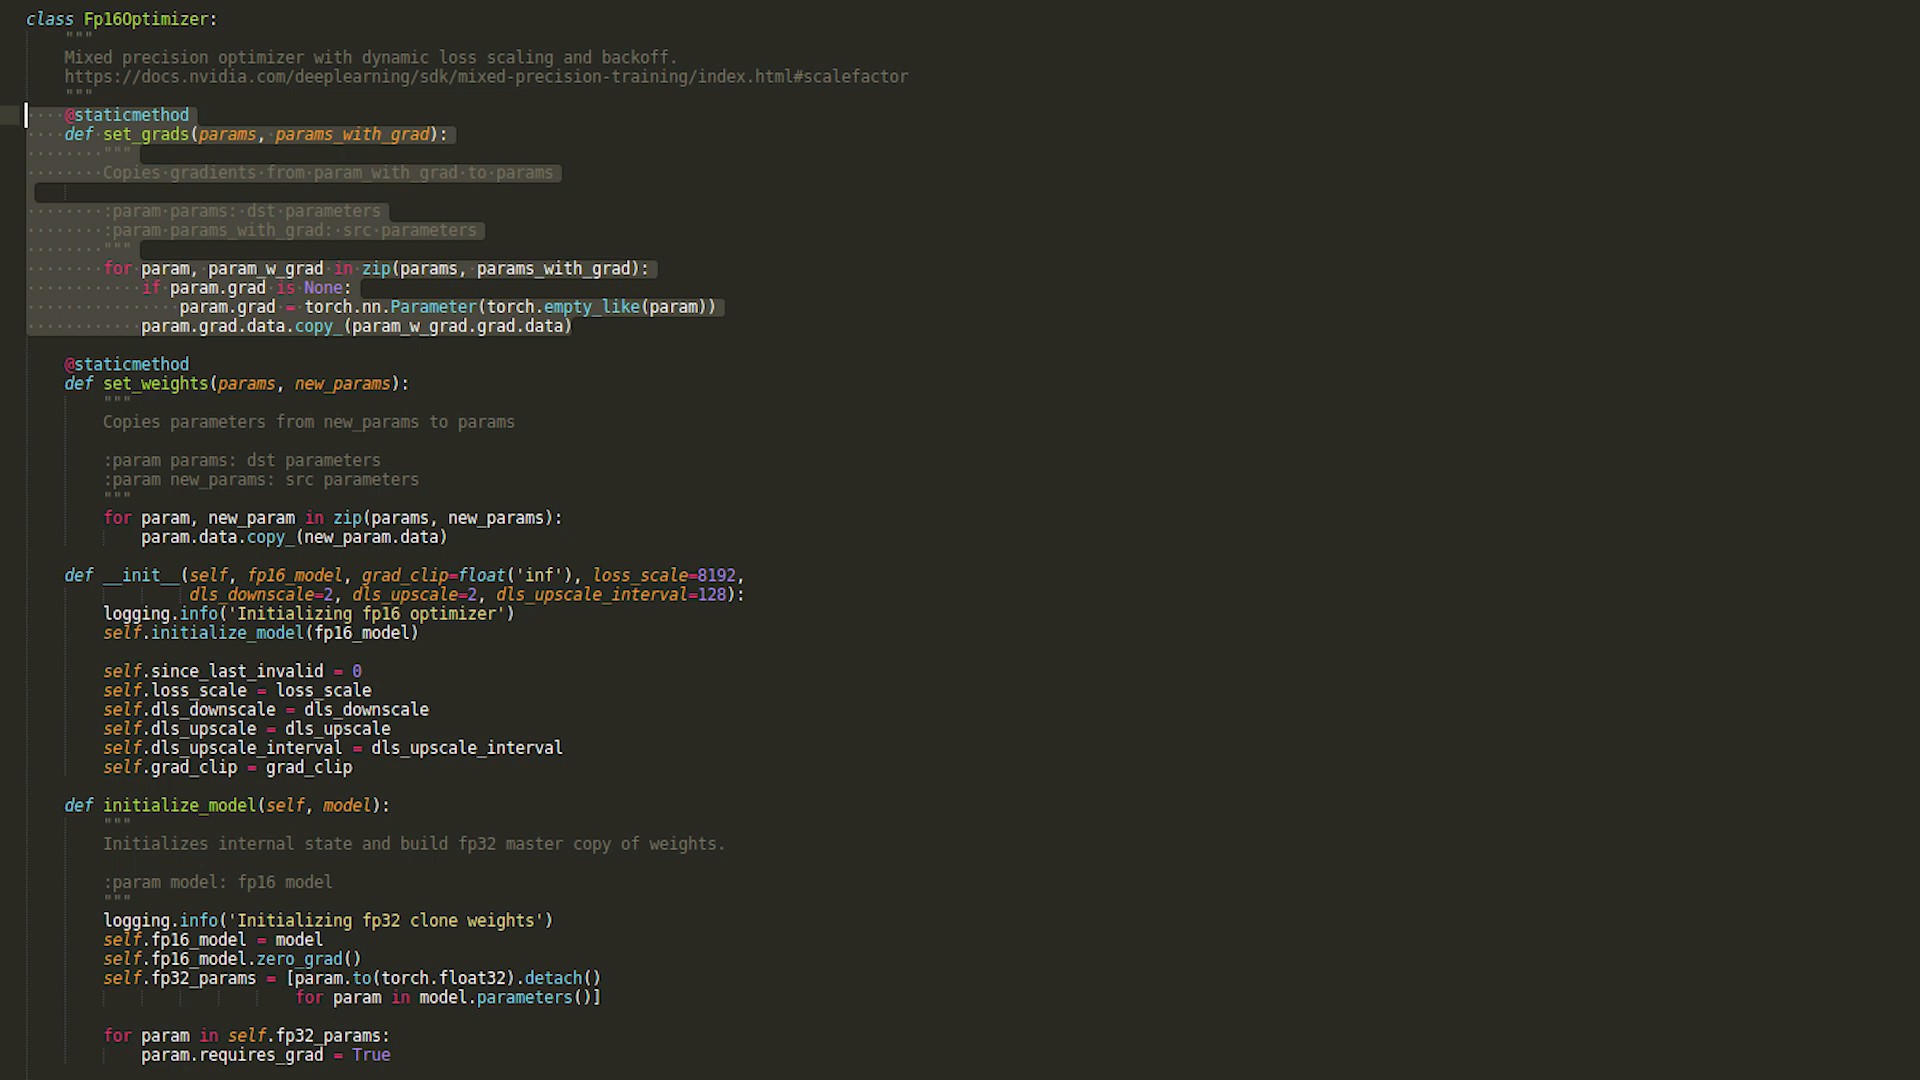 class Fp16Optimizer:
    """
    Mixed precision optimizer with dynamic loss scaling and backoff.
    https://docs.nvidia.com/deeplearning/sdk/mixed-precision-training/index.html#scalefactor
    """
    @staticmethod
    def set_grads(params, params_with_grad):
        """
        Copies gradients from param_with_grad to params

        :param params: dst parameters
        :param params_with_grad: src parameters
        """
        for param, param_w_grad in zip(params, params_with_grad):
            if param.grad is None:
                param.grad = torch.nn.Parameter(torch.empty_like(param))
            param.grad.data.copy_(param_w_grad.grad.data)

    @staticmethod
    def set_weights(params, new_params):
        """
        Copies parameters from new_params to params

        :param params: dst parameters
        :param new_params: src parameters
        """
        for param, new_param in zip(params, new_params):
            param.data.copy_(new_param.data)

    def __init__(self, fp16_model, grad_clip=float('inf'), loss_scale=8192,
                 dls_downscale=2, dls_upscale=2, dls_upscale_interval=128):
        logging.info('Initializing fp16 optimizer')
        self.initialize_model(fp16_model)

        self.since_last_invalid = 0
        self.loss_scale = loss_scale
        self.dls_downscale = dls_downscale
        self.dls_upscale = dls_upscale
        self.dls_upscale_interval = dls_upscale_interval
        self.grad_clip = grad_clip

    def initialize_model(self, model):
        """
        Initializes internal state and build fp32 master copy of weights.

        :param model: fp16 model
        """
        logging.info('Initializing fp32 clone weights')
        self.fp16_model = model
        self.fp16_model.zero_grad()
        self.fp32_params = [param.to(torch.float32).detach()
                            for param in model.parameters()]

        for param in self.fp32_params:
            param.requires_grad = True